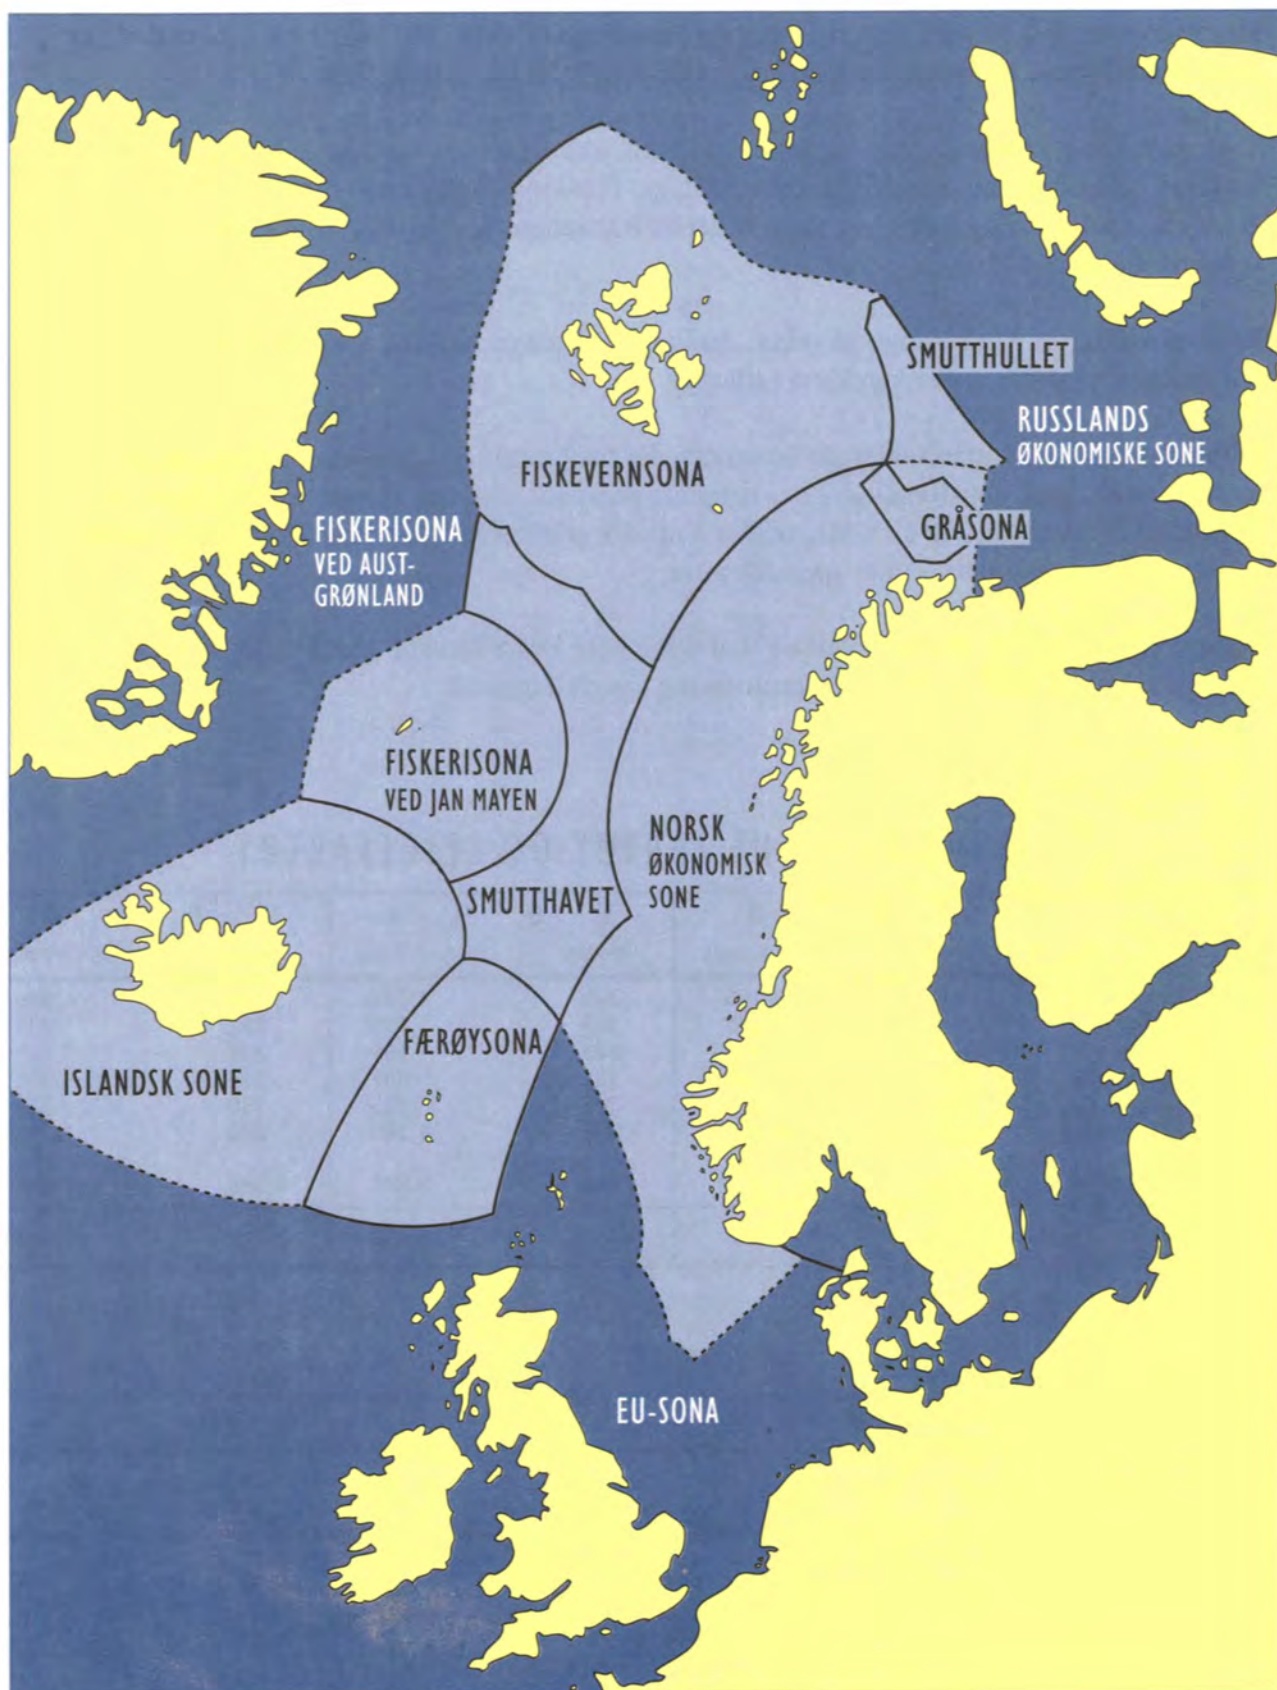 SMUTTHULLET
RUSSLANDS
ØKONOMISKE SONE
FISKEVERNSONA
GRÅSONA
FISKERISONA
VED AUST-
GRØNLAND
FISKERISONA
VED JAN MAYEN
NORSK
ØKONOMISK
SONE
SMUTTHAVET
FÆRØYSONA
ISLANDSK SONE
EU-SONA